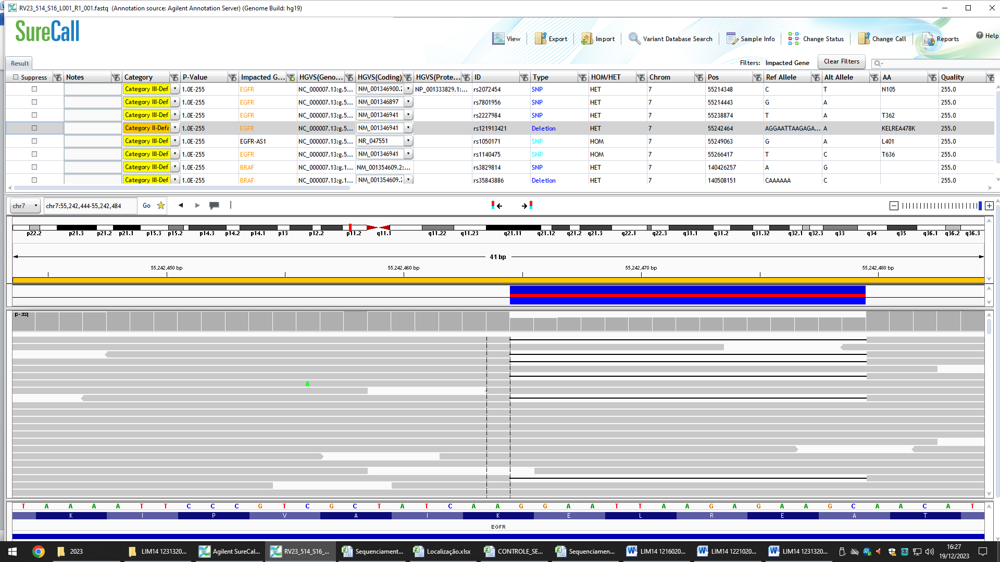 RV23_514_S16_L001_R1_001.fastq (Annotation source: Agilent Annotation Server) (Genome Build: hg19)
SureCall
View Export Import Variant Database Search Sample Info Change Status Change Call Reports Help
Result Filters: Impacted Gene Clear Filters
Suppress Notes Category P-Value Impacted G... HGVS(Geno... HGVS(Coding) HGVS(Prote... ID Type HOM/HET Chrom Pos Ref Allele Alt Allele AA Quality
Category III-Def 1.0E-255 EGFR NC_000007.13:g.5... NM_001346900.2 NP_001333829.1:... rs2072454 SNP HET 7 55214348 C T N105 255.0
Category III-Def 1.0E-255 EGFR NC_000007.13:g.5... NM_001346897 rs7801956 SNP HET 7 55214443 G A 255.0
Category III-Def 1.0E-255 EGFR NC_000007.13:g.5... NM_001346941 rs2227984 SNP HET 7 55238874 T A T362 255.0
Category II-Defa 1.0E-255 EGFR NC_000007.13:g.5... NM_001346941 rs121913421 Deletion HET 7 55242464 AGGAATTAAGAGA... A KELREA478K 255.0
Category III-Def 1.0E-255 EGFR-AS1 NC_000007.13:g.5... NR_047551 rs1050171 SNP HOM 7 55249063 G A L401 255.0
Category III-Def 1.0E-255 EGFR NC_000007.13:g.5... NM_001346941 rs1140475 SNP HOM 7 55266417 T C T636 255.0
Category III-Def 1.0E-255 BRAF NC_000007.13:g.1... NM_001354609.2:... rs3829814 SNP HET 7 140426257 A G 255.0
Category III-Def 1.0E-255 BRAF NC_000007.13:g.1... NM_001354609.2 rs35843886 Deletion HET 7 140508151 CAAAAAA C 255.0
chr7 chr7:55,242,444-55,242,484 Go
p22.2 p21.3 p21.2 p21.1 p15.3 p15.2 p14.3 p14.2 p14.1 p13 p12.2 p11.2 q11.1 q11.22 q11.23 q21.11 q21.12 q21.2 q21.3 q22.1 q22.3 q31.1 q31.2 q31.32 q32.1 q32.3 q33 q34 q35 q36.1 q36.2 q36.3
41 bp
55,242,450 bp 55,242,460 bp 55,242,470 bp 55,242,480 bp
[0 - 202]
A
T A A A A T T C C C G T C G C T A T C A A G G A A T T A A G A G A A G C A A C A T
K I P V A I K E L R E A T
EGFR
2023 LIM14 1231320... Agilent SureCal... RV23_514_S16_... Sequenciament... Localização.xlsx CONTROLE_SE... Sequenciamen... LIM14 1216020... LIM14 1221020... LIM14 1231320... 16:27
19/12/2023